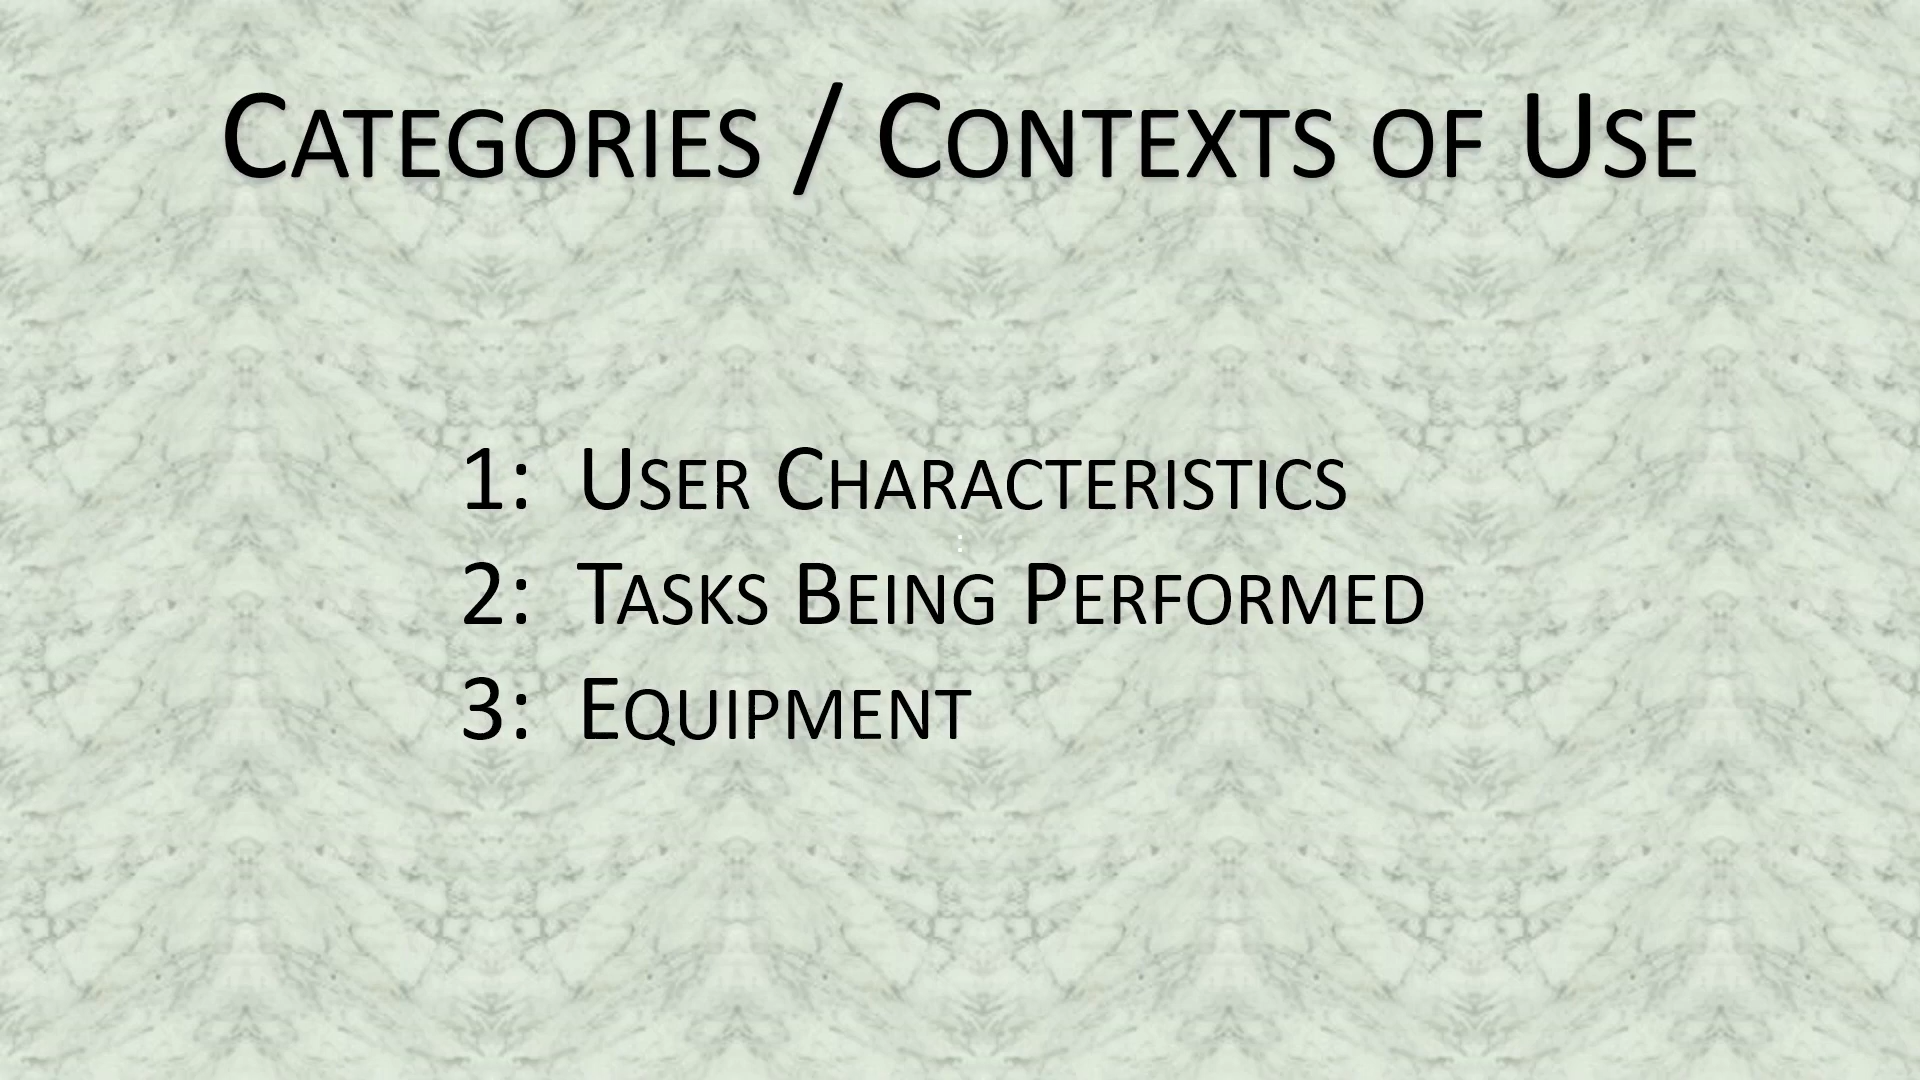 Categories / Contexts of Use
1: User Characteristics
:
2: Tasks Being Performed
3: Equipment